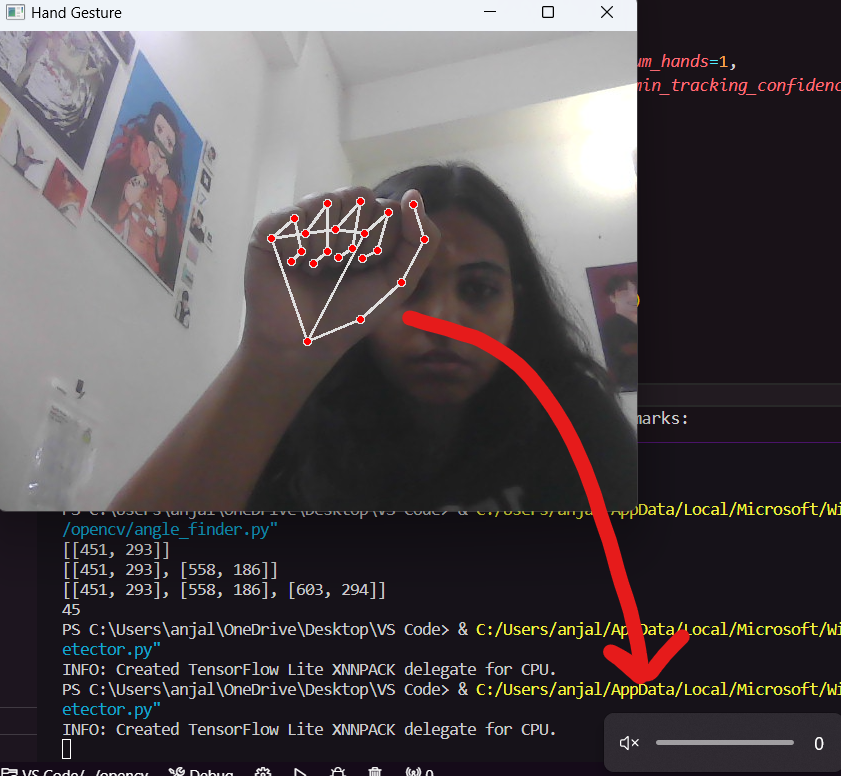 Hand Gesture
um_hands=1,
min_tracking_confidenc
marks:
PS C:\Users\anjal\OneDrive\Desktop\VS Code> & C:/Users/anjal/AppData/Local/Microsoft/Wi
/opencv/angle_finder.py"
[[451, 293]]
[[451, 293], [558, 186]]
[[451, 293], [558, 186], [603, 294]]
45
PS C:\Users\anjal\OneDrive\Desktop\VS Code> & C:/Users/anjal/AppData/Local/Microsoft/Wi
etector.py"
INFO: Created TensorFlow Lite XNNPACK delegate for CPU.
PS C:\Users\anjal\OneDrive\Desktop\VS Code> & C:/Users/anjal/AppData/Local/Microsoft/Wi
etector.py"
INFO: Created TensorFlow Lite XNNPACK delegate for CPU.
0
VS Code/../opencv Debug 0